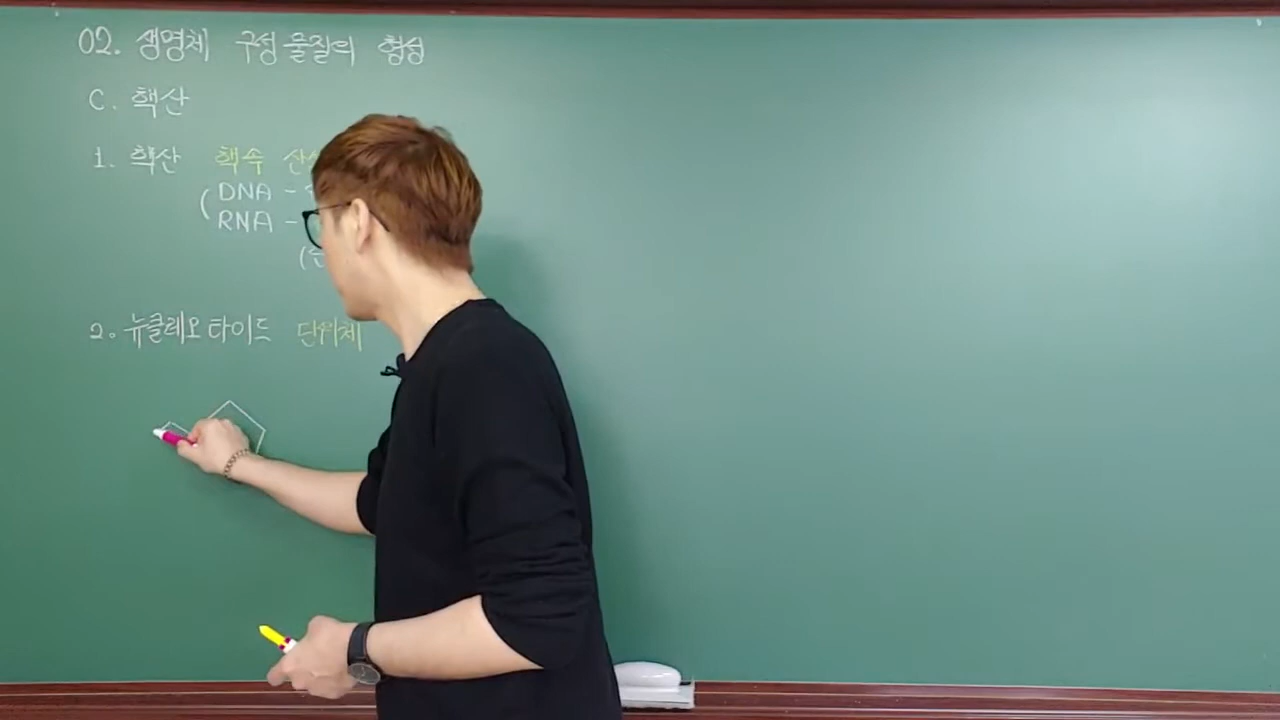 02. 생명체 구성 물질의 형성
C. 핵산
1. 핵산 핵속
(DNA -
RNA -
2. 뉴클레오타이드 단위체